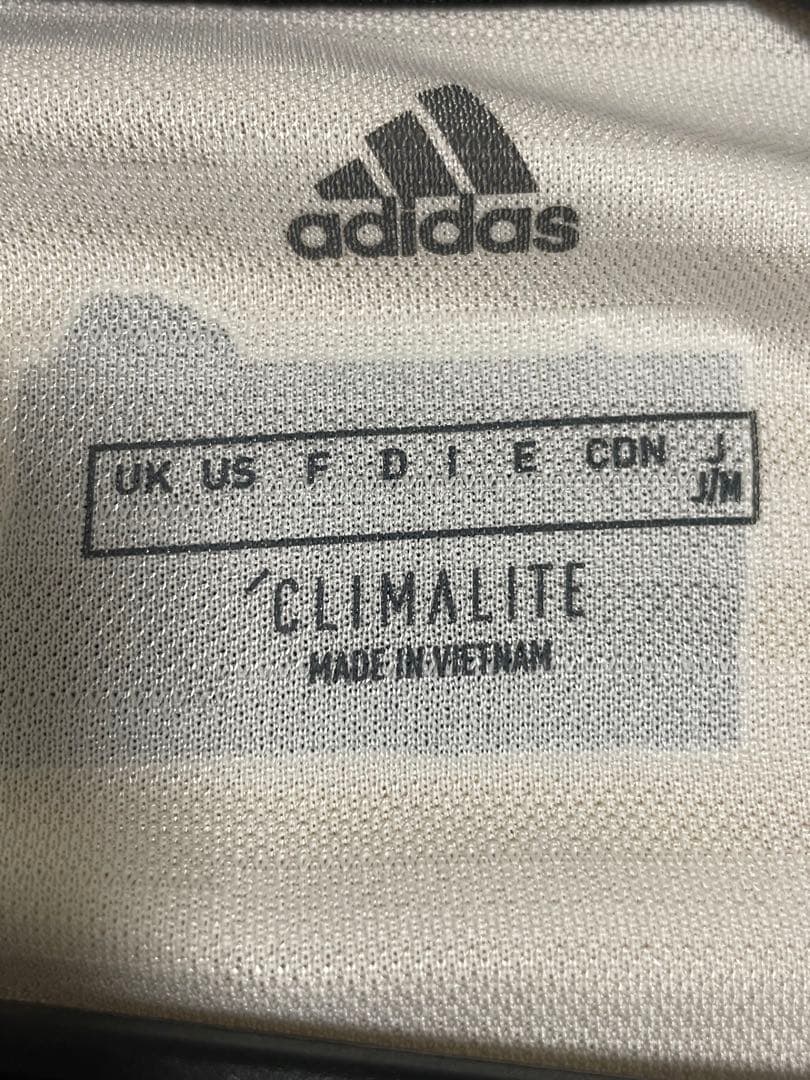 adidas
UK US F D I E CDN J
J/M
CLIMALITE
MADE IN VIETNAM